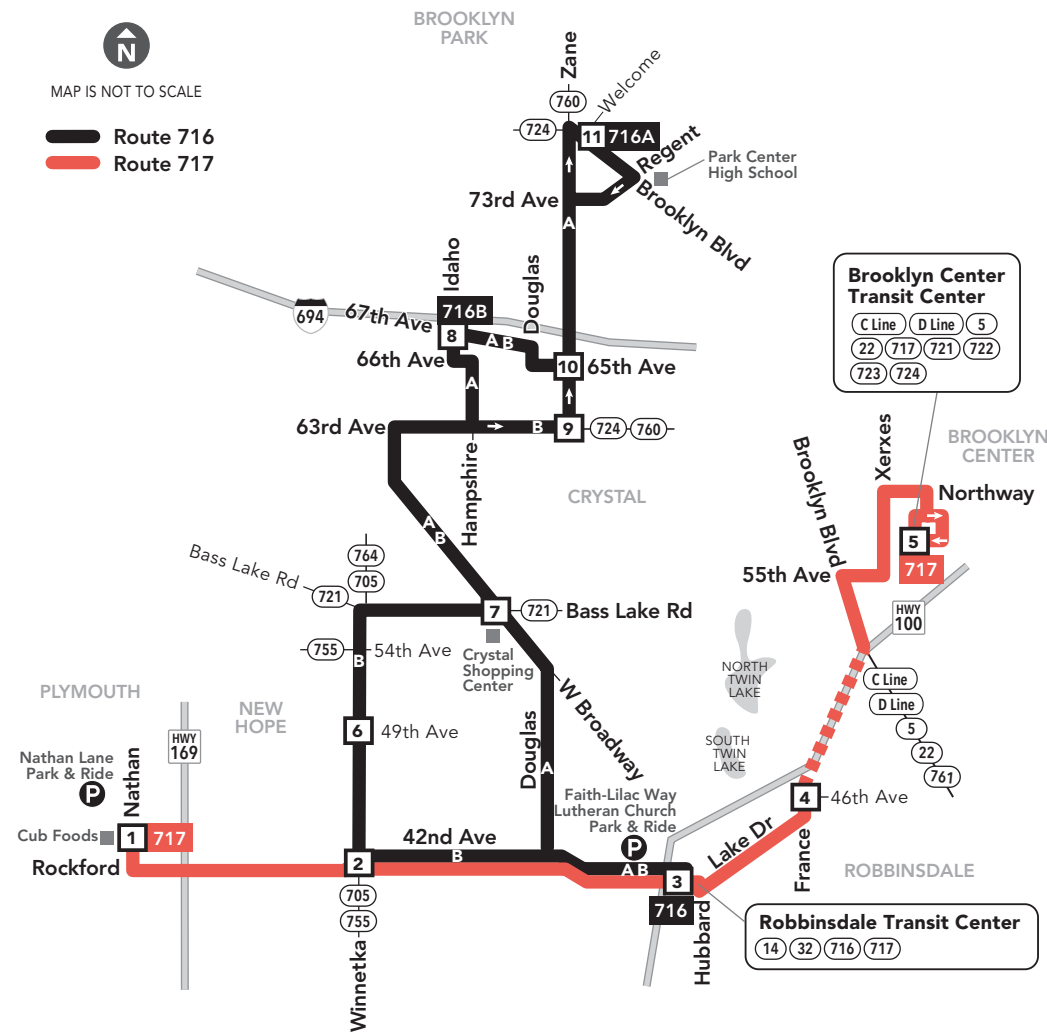 BROOKLYN
PARK
N
MAP IS NOT TO SCALE
Route 716
Route 717
Zane
Welcome
760
724
11
716A
Regent
Park Center
High School
73rd Ave
Brooklyn Blvd
A
Idaho
Douglas
694
67th Ave
716B
8
A B
66th Ave
10
65th Ave
A
63rd Ave
B
9
724
760
Hampshire
CRYSTAL
A
B
Brooklyn Center
Transit Center
C Line
D Line
5
22
717
721
722
723
724
Xerxes
BROOKLYN
CENTER
Brooklyn Blvd
Northway
5
717
55th Ave
HWY
100
764
705
Bass Lake Rd
721
7
721
Bass Lake Rd
755
54th Ave
B
Crystal
Shopping
Center
NORTH
TWIN
LAKE
C Line
D Line
5
22
761
PLYMOUTH
NEW
HOPE
HWY
169
6
49th Ave
Douglas
W Broadway
SOUTH
TWIN
LAKE
A
Nathan Lane
Park & Ride
P
Nathan
Faith-Lilac Way
Lutheran Church
Park & Ride
P
4
46th Ave
Cub Foods
1
717
42nd Ave
Lake Dr
France
Rockford
2
B
A B
3
716
Hubbard
ROBBINSDALE
705
755
Winnetka
Robbinsdale Transit Center
14
32
716
717